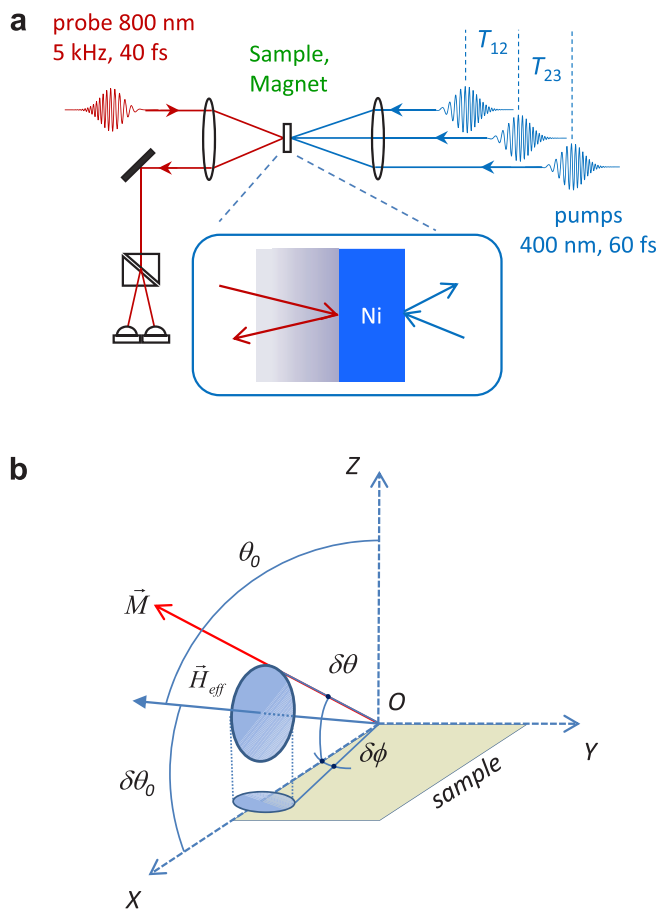 a
probe 800 nm
5 kHz, 40 fs
Sample,
Magnet
T12
T23
pumps
400 nm, 60 fs
Ni
b
Z
θ0
M⃗
H⃗eff
δθ
O
δθ0
δϕ
Y
sample
X